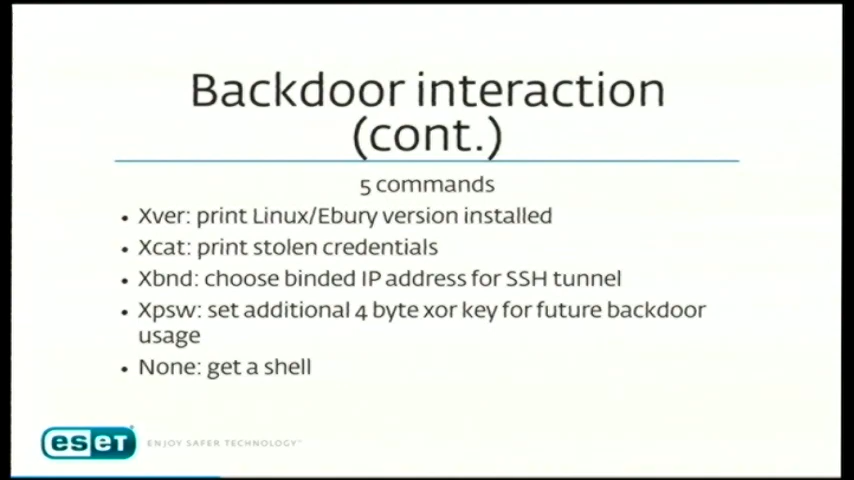 Backdoor interaction
(cont.)
5 commands
• Xver: print Linux/Ebury version installed
• Xcat: print stolen credentials
• Xbnd: choose binded IP address for SSH tunnel
• Xpsw: set additional 4 byte xor key for future backdoor
usage
• None: get a shell
eseT ENJOY SAFER TECHNOLOGY™